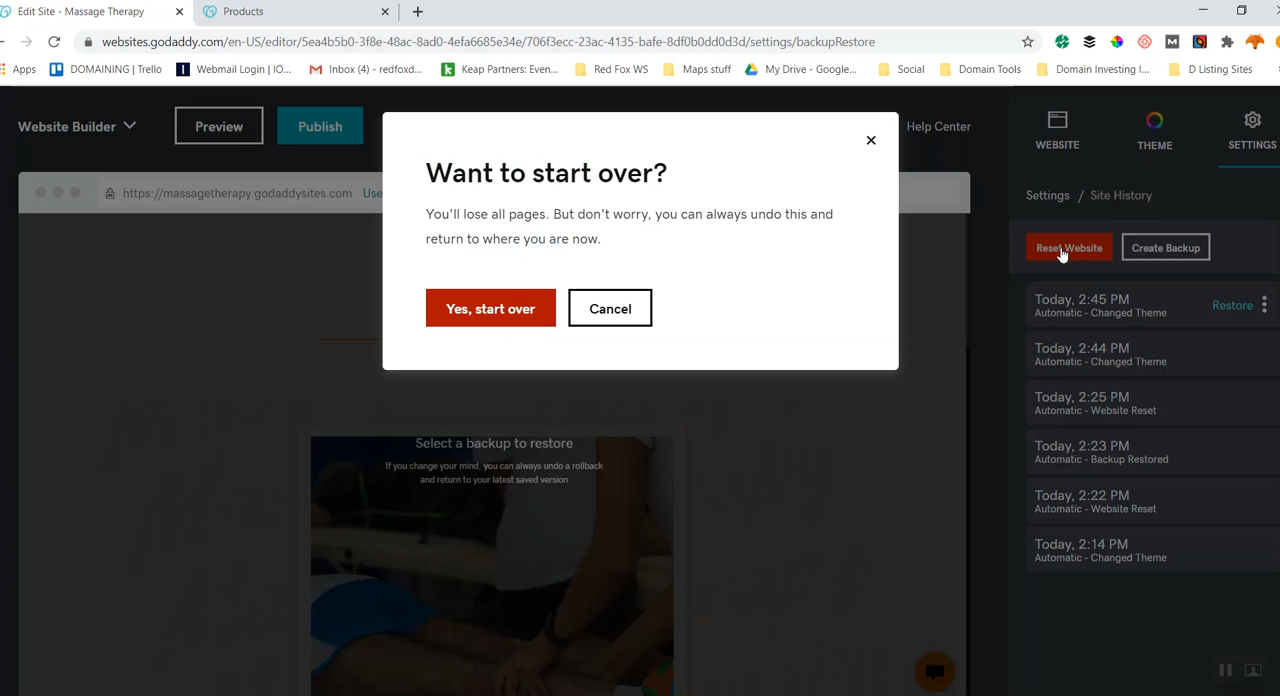 Edit Site - Massage Therapy
Products
websites.godaddy.com/en-US/editor/5ea4b5b0-3f8e-48ac-8ad0-4efa6685e34e/706f3ecc-23ac-4135-bafe-8df0b0dd0d3d/settings/backupRestore
Apps
DOMAINING | Trello
Webmail Login | IO...
Inbox (4) - redfoxd...
Keap Partners: Even...
Red Fox WS
Maps stuff
My Drive - Google...
Social
Domain Tools
Domain Investing I...
D Listing Sites
Website Builder
Preview
Publish
Help Center
WEBSITE
THEME
SETTINGS
https://massagetherapy.godaddysites.com
Use
Want to start over?
You'll lose all pages. But don't worry, you can always undo this and
return to where you are now.
Yes, start over
Cancel
Settings / Site History
Reset Website
Create Backup
Today, 2:45 PM
Automatic - Changed Theme
Restore
Today, 2:44 PM
Automatic - Changed Theme
Today, 2:25 PM
Automatic - Website Reset
Today, 2:23 PM
Automatic - Backup Restored
Today, 2:22 PM
Automatic - Website Reset
Today, 2:14 PM
Automatic - Changed Theme
Select a backup to restore
If you change your mind, you can always undo a rollback
and return to your latest saved version